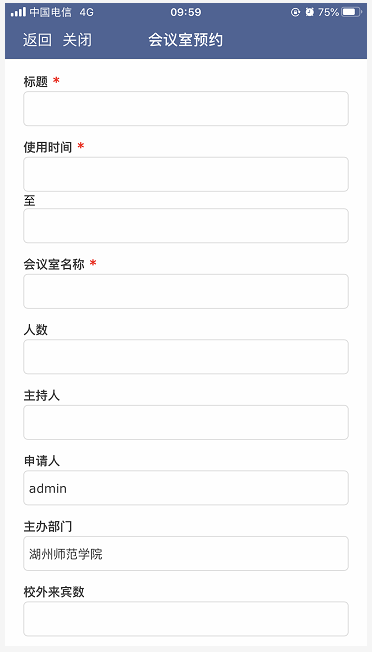 中国电信 4G 09:59 75%
返回 关闭 会议室预约
标题 *
使用时间 *
至
会议室名称 *
人数
主持人
申请人
admin
主办部门
湖州师范学院
校外来宾数